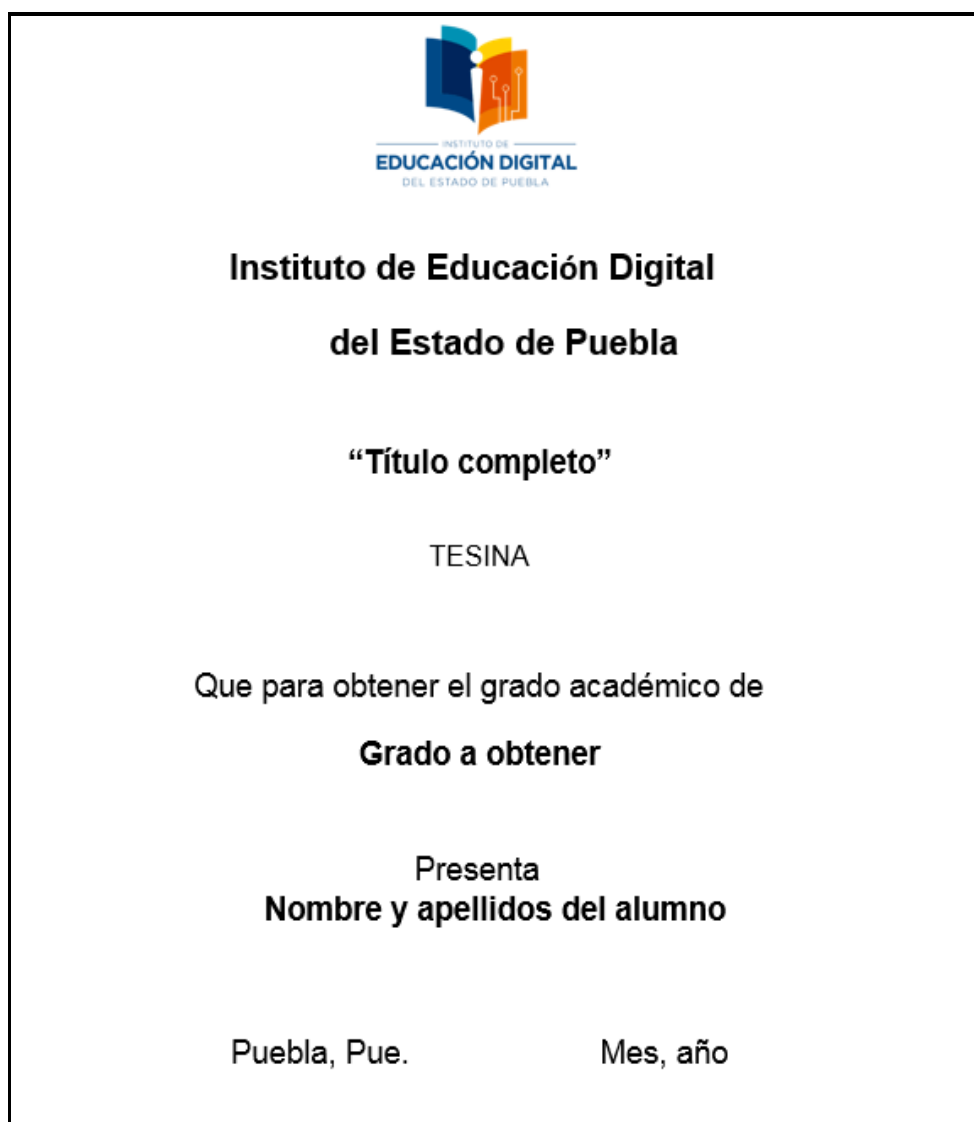 INSTITUTO DE
EDUCACIÓN DIGITAL
DEL ESTADO DE PUEBLA
Instituto de Educación Digital
del Estado de Puebla
“Título completo”
TESINA
Que para obtener el grado académico de
Grado a obtener
Presenta
Nombre y apellidos del alumno
Puebla, Pue. Mes, año